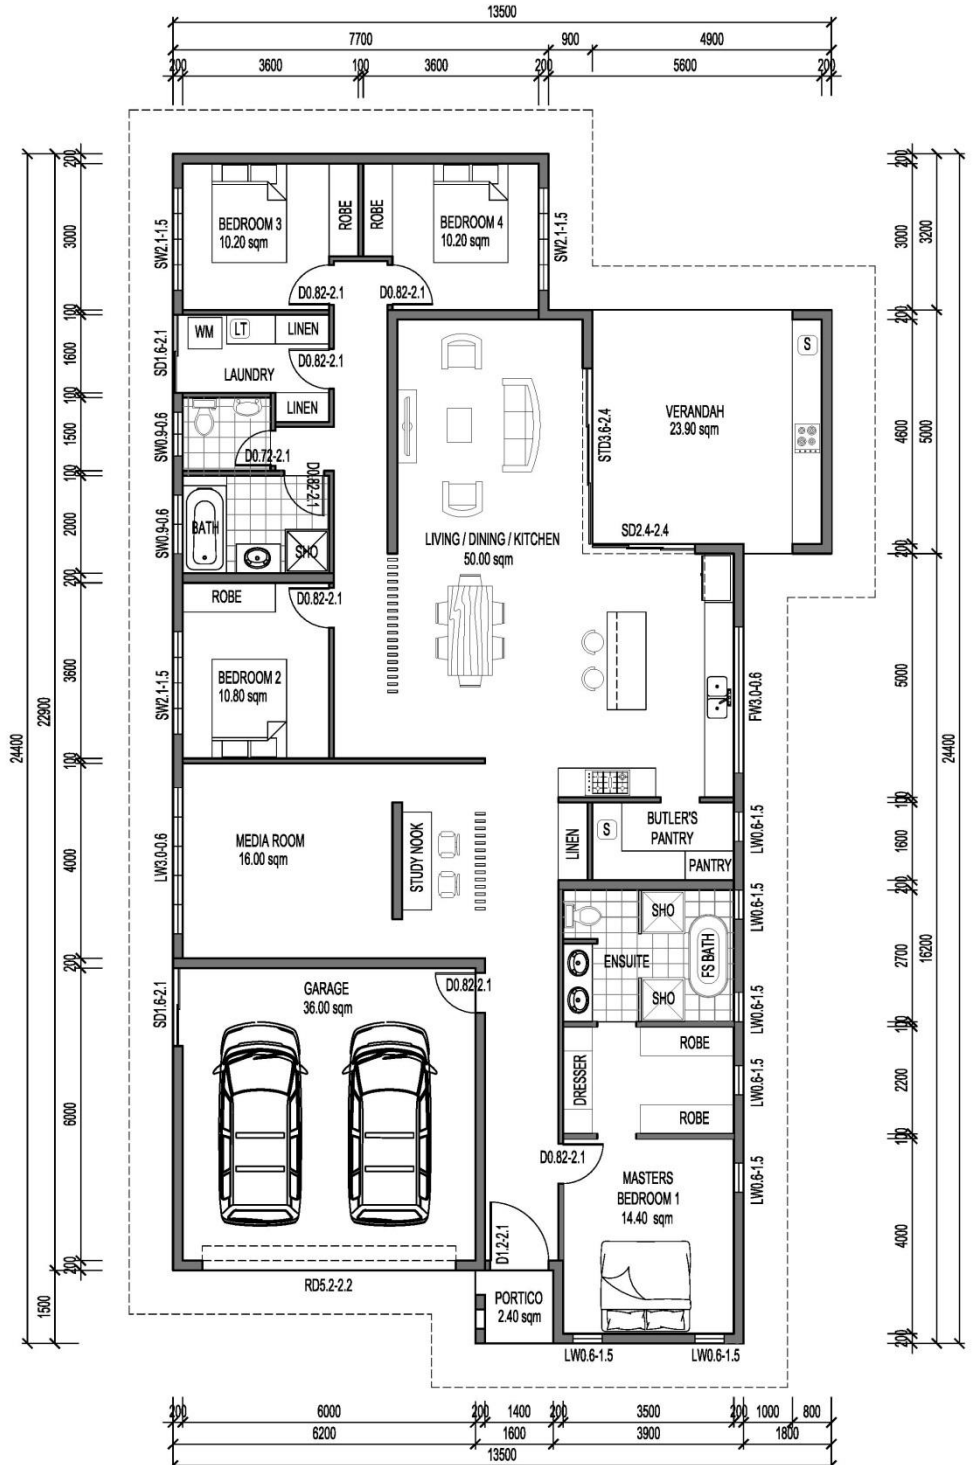 13500
7700 900 4900
200 3600 100 3600 200 5600 200
BEDROOM 3
10.20 sqm
ROBE
ROBE
BEDROOM 4
10.20 sqm
SW2.1-1.5
SW2.1-1.5
D0.82-2.1
D0.82-2.1
WM
LT
LINEN
D0.82-2.1
LAUNDRY
LINEN
SD1.6-2.1
SW0.9-0.6
D0.72-2.1
D0.82-2.1
SW0.9-0.6
BATH
SHO
VERANDAH
23.90 sqm
S
STD3.6-2.4
SD2.4-2.4
LIVING / DINING / KITCHEN
50.00 sqm
ROBE
D0.82-2.1
BEDROOM 2
10.80 sqm
SW2.1-1.5
FW3.0-0.6
MEDIA ROOM
16.00 sqm
LW3.0-0.6
STUDY NOOK
LINEN
S
BUTLER'S
PANTRY
PANTRY
LW0.6-1.5
LW0.6-1.5
SHO
ENSUITE
FS BATH
SHO
LW0.6-1.5
GARAGE
36.00 sqm
D0.82-2.1
SD1.6-2.1
ROBE
DRESSER
ROBE
LW0.6-1.5
D0.82-2.1
MASTERS
BEDROOM 1
14.40 sqm
LW0.6-1.5
D1.2-2.1
RD5.2-2.2
PORTICO
2.40 sqm
LW0.6-1.5
LW0.6-1.5
24400
22900
1500
200
3000
100
1600
100
1500
100
2000
200
3600
100
4000
200
6000
200
200
3000
200
4600
200
5000
100
1600
200
2700
100
2200
100
4000
200
3200
5000
16200
24400
200 6000 200 1400 200 3500 200 1000 800
6200 1600 3900 1800
13500